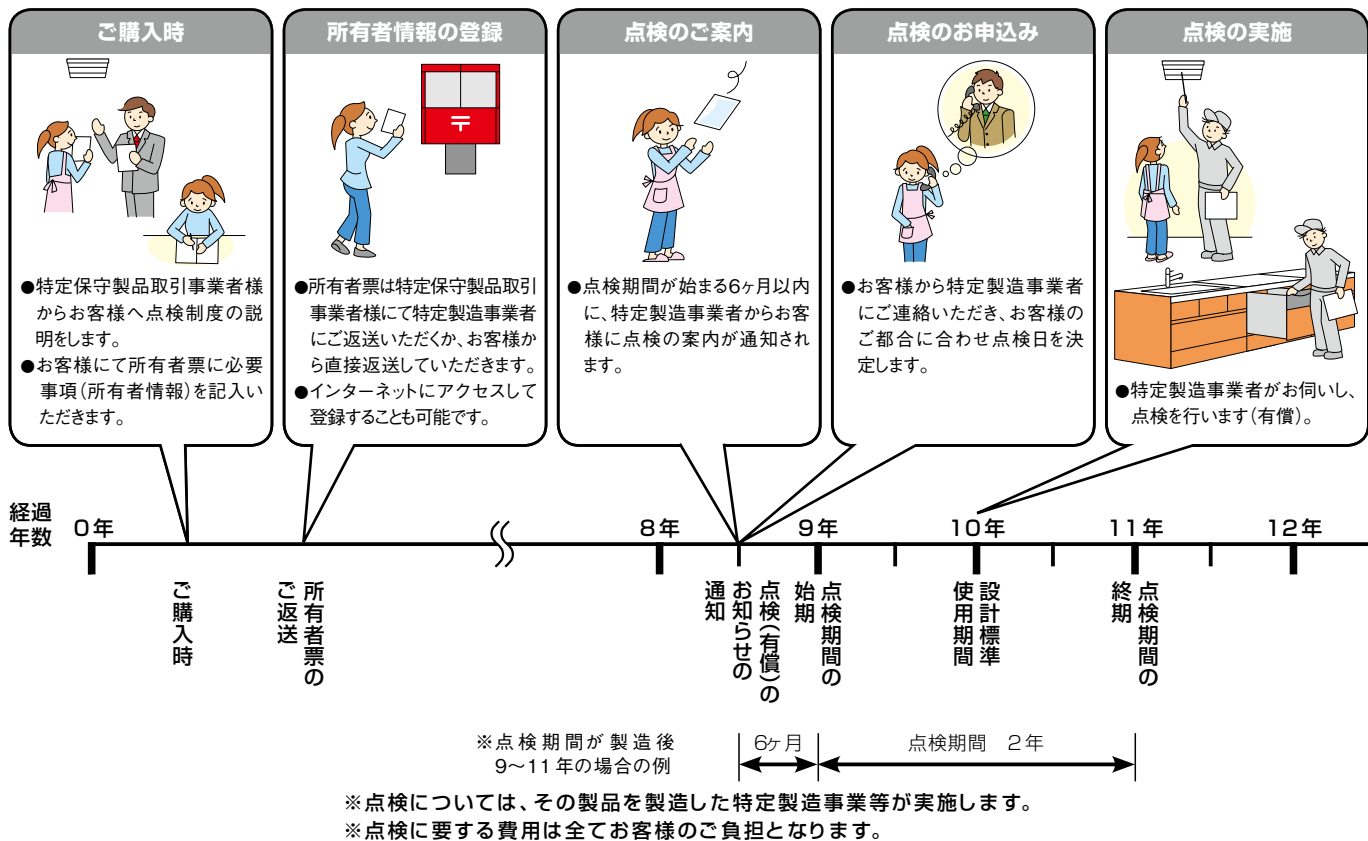 ご購入時
●特定保守製品取引事業者様
からお客様へ点検制度の説
明をします。
●お客様にて所有者票に必要
事項(所有者情報)を記入い
ただきます。
所有者情報の登録
●所有者票は特定保守製品取引
事業者様にて特定製造事業者
にご返送いただくか、お客様か
ら直接返送していただきます。
●インターネットにアクセスして
登録することも可能です。
点検のご案内
●点検期間が始まる6ヶ月以内
に、特定製造事業者からお客
様に点検の案内が通知され
ます。
点検のお申込み
●お客様から特定製造事業者
にご連絡いただき、お客様の
ご都合に合わせ点検日を決
定します。
点検の実施
●特定製造事業者がお伺いし、
点検を行います(有償)。
経過
年数
0年
8年
9年
10年
11年
12年
ご購入時
所有者票の
ご返送
点検(有償)の
お知らせの
通知
点検期間の
始期
設計標準
使用期間
点検期間の
終期
※点検期間が製造後
9〜11年の場合の例
6ヶ月
点検期間 2年
※点検については、その製品を製造した特定製造事業等が実施します。
※点検に要する費用は全てお客様のご負担となります。